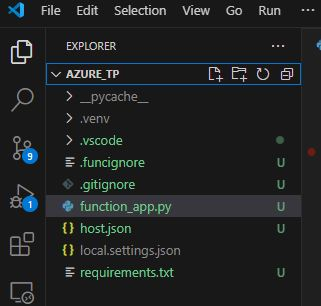 File Edit Selection View Go Run
EXPLORER ...
AZURE_TP
__pycache__
.venv
.vscode
.funcignore U
.gitignore U
9
function_app.py U
1
host.json U
local.settings.json
requirements.txt U